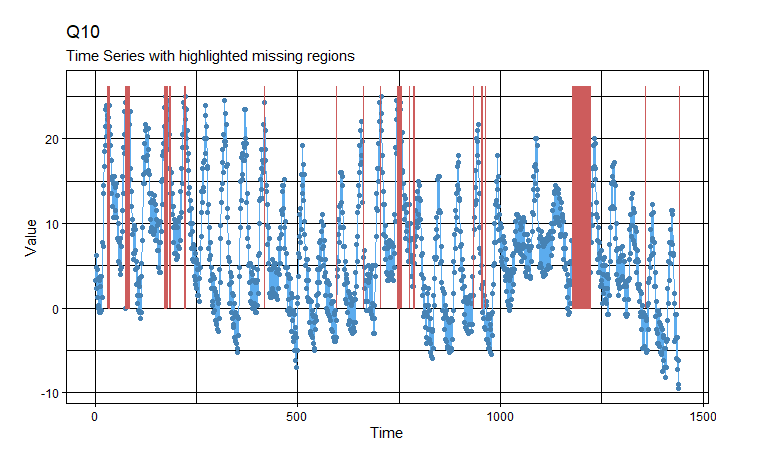 Q10
Time Series with highlighted missing regions
20
10
0
-10
Value
0 500 1000 1500
Time